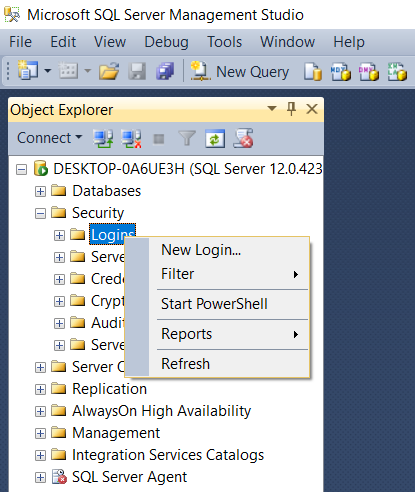 Microsoft SQL Server Management Studio
File Edit View Debug Tools Window Help
New Query
Object Explorer
Connect
DESKTOP-0A6UE3H (SQL Server 12.0.423
Databases
Security
Logins
New Login...
Serve
Filter
Crede
Crypt
Start PowerShell
Audit
Reports
Serve
Server O
Refresh
Replication
AlwaysOn High Availability
Management
Integration Services Catalogs
SQL Server Agent